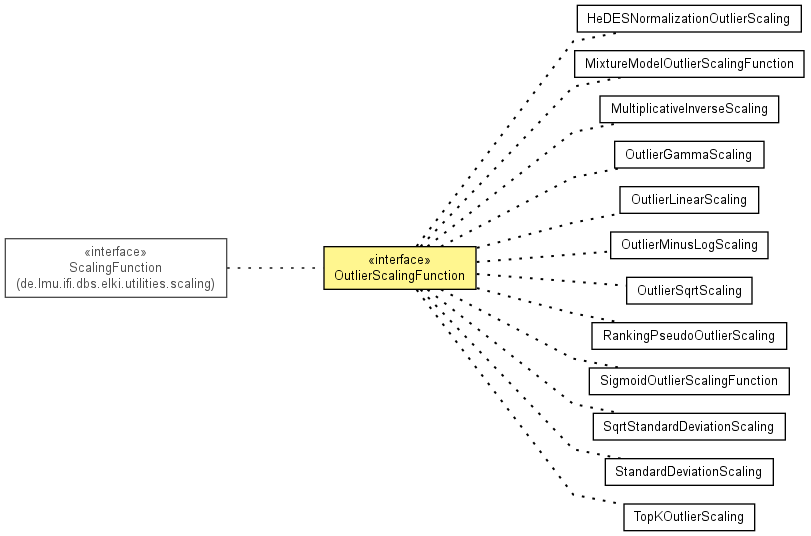 «interface»
ScalingFunction
(de.lmu.ifi.dbs.elki.utilities.scaling)
«interface»
OutlierScalingFunction
HeDESNormalizationOutlierScaling
MixtureModelOutlierScalingFunction
MultiplicativeInverseScaling
OutlierGammaScaling
OutlierLinearScaling
OutlierMinusLogScaling
OutlierSqrtScaling
RankingPseudoOutlierScaling
SigmoidOutlierScalingFunction
SqrtStandardDeviationScaling
StandardDeviationScaling
TopKOutlierScaling